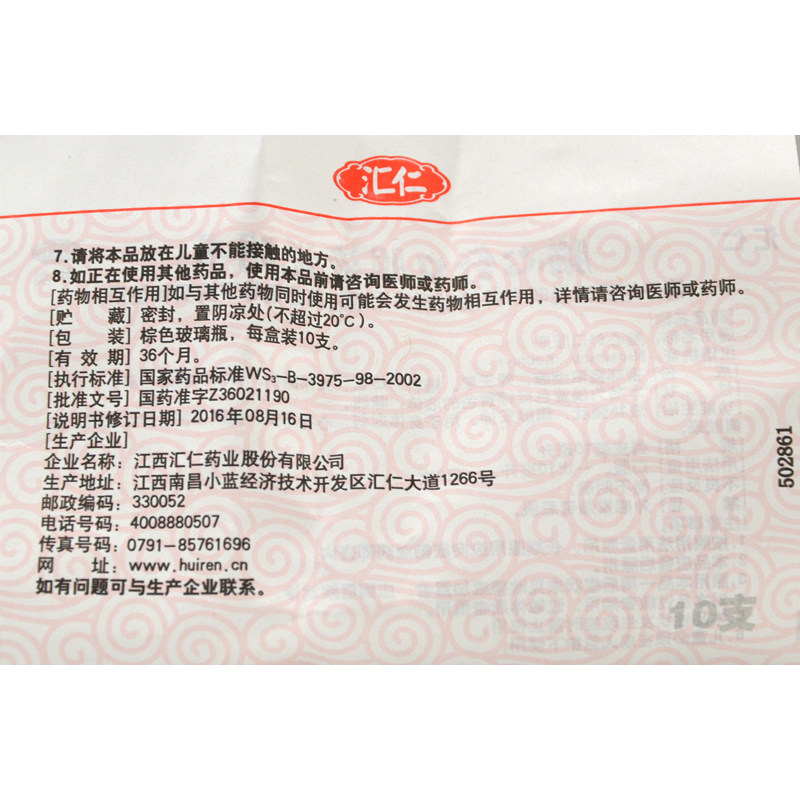 汇仁
7.请将本品放在儿童不能接触的地方。
8.如正在使用其他药品，使用本品前请咨询医师或药师。
[药物相互作用]如与其他药物同时使用可能会发生药物相互作用，详情请咨询医师或药师。
[贮 藏] 密封，置阴凉处(不超过20℃)。
[包 装] 棕色玻璃瓶，每盒装10支。
[有 效 期] 36个月。
[执行标准] 国家药品标准WS₃-B-3975-98-2002
[批准文号] 国药准字Z36021190
[说明书修订日期] 2016年08月16日
[生产企业]
企业名称：江西汇仁药业股份有限公司
生产地址：江西南昌小蓝经济技术开发区汇仁大道1266号
邮政编码：330052
电话号码：4008880507
传真号码：0791-85761696
网 址：www.huiren.cn
如有问题可与生产企业联系。
502861
10支